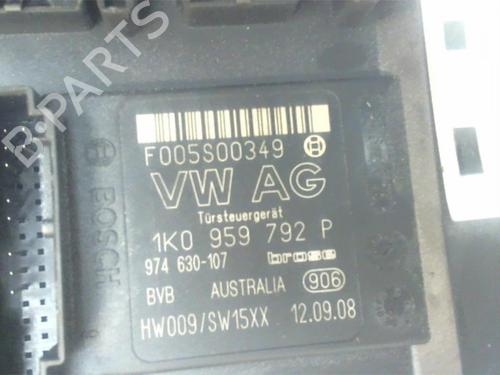 B-PARTS
F005S00349
VW AG
Türsteuergerät
1K0 959 792 P
974 630-107 brose
BVB AUSTRALIA 906
HW009/SW15XX 12.09.08
BOSCH